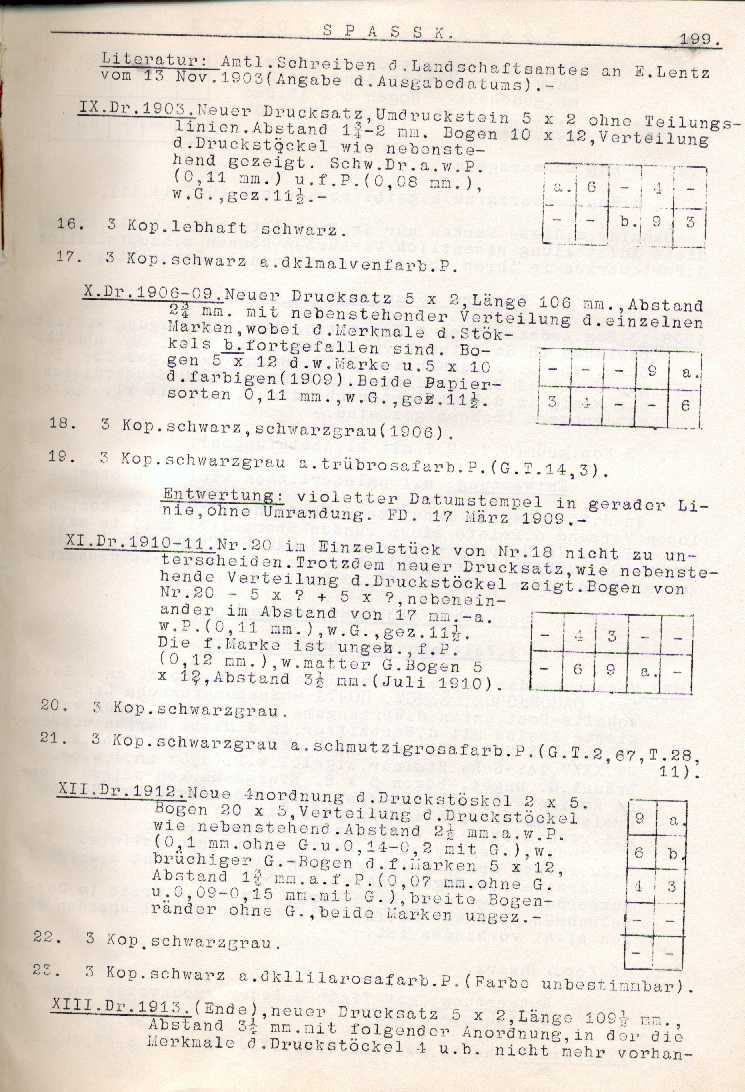 S P A S S K.
199.
Literatur: Amtl.Schreiben d.Landschaftsamtes an E.Lentz
vom 13 Nov.1903(Angabe d.Ausgabedatums).-
IX.Dr.1903.Neuer Drucksatz,Umdruckstein 5 x 2 ohne Teilungs-
linien.Abstand 1¾-2 mm. Bogen 10 x 12,Verteilung
d.Druckstöckel wie nebenste-
hend gezeigt. Schw.Dr.a.w.P.
(0,11 mm.) u.f.P.(0,08 mm.),
w.G.,gez.11½.-
a. 6 - 4 -
- - b. 9 3
16. 3 Kop.lebhaft schwarz.
17. 3 Kop.schwarz a.dklmalvenfarb.P.
X.Dr.1906-09.Neuer Drucksatz 5 x 2,Länge 106 mm.,Abstand
2¾ mm. mit nebenstehender Verteilung d.einzelnen
Marken,wobei d.Merkmale d.Stök-
kels b.fortgefallen sind. Bo-
gen 5 x 12 d.w.Marke u.5 x 10
d.farbigen(1909).Beide Papier-
sorten 0,11 mm.,w.G.,gez.11½.
- - - 9 a.
3 4 - - 6
18. 3 Kop.schwarz,schwarzgrau(1906).
19. 3 Kop.schwarzgrau a.trübrosafarb.P.(G.T.14,3).
Entwertung: violetter Datumstempel in gerader Li-
nie,ohne Umrandung. FD. 17 März 1909.-
XI.Dr.1910-11.Nr.20 im Einzelstück von Nr.18 nicht zu un-
terscheiden.Trotzdem neuer Drucksatz,wie nebenste-
hende Verteilung d.Druckstöckel zeigt.Bogen von
Nr.20 - 5 x ? + 5 x ?,nebenein-
ander im Abstand von 17 mm.-a.
w.P.(0,11 mm.),w.G.,gez.11½.
Die f.Marke ist ungez.,f.P.
(0,12 mm.),w.matter G.Bogen 5
x 12,Abstand 3½ mm.(Juli 1910).
- 4 3 - -
- 6 9 a. -
20. 3 Kop.schwarzgrau.
21. 3 Kop.schwarzgrau a.schmutzigrosafarb.P.(G.T.2,67,T.28,
11).
XII.Dr.1912.Neue 4nordnung d.Druckstöskel 2 x 5.
Bogen 20 x 5,Verteilung d.Druckstöckel
wie nebenstehend.Abstand 2½ mm.a.w.P.
(0,1 mm.ohne G.u.0,14-0,2 mit G.),w.
brüchiger G.-Bogen d.f.Marken 5 x 12,
Abstand 1¾ mm.a.f.P.(0,07 mm.ohne G.
u.0,09-0,15 mm.mit G.),breite Bogen-
ränder ohne G.,beide Marken ungez.-
9 a.
6 b.
4 3
- -
- -
22. 3 Kop.schwarzgrau.
23. 3 Kop.schwarz a.dkllilarosafarb.P.(Farbe unbestimmbar).
XIII.Dr.1913.(Ende),neuer Drucksatz 5 x 2,Länge 109½ mm.,
Abstand 3½ mm.mit folgender Anordnung,in der die
Merkmale d.Druckstöckel 4 u.b. nicht mehr vorhan-